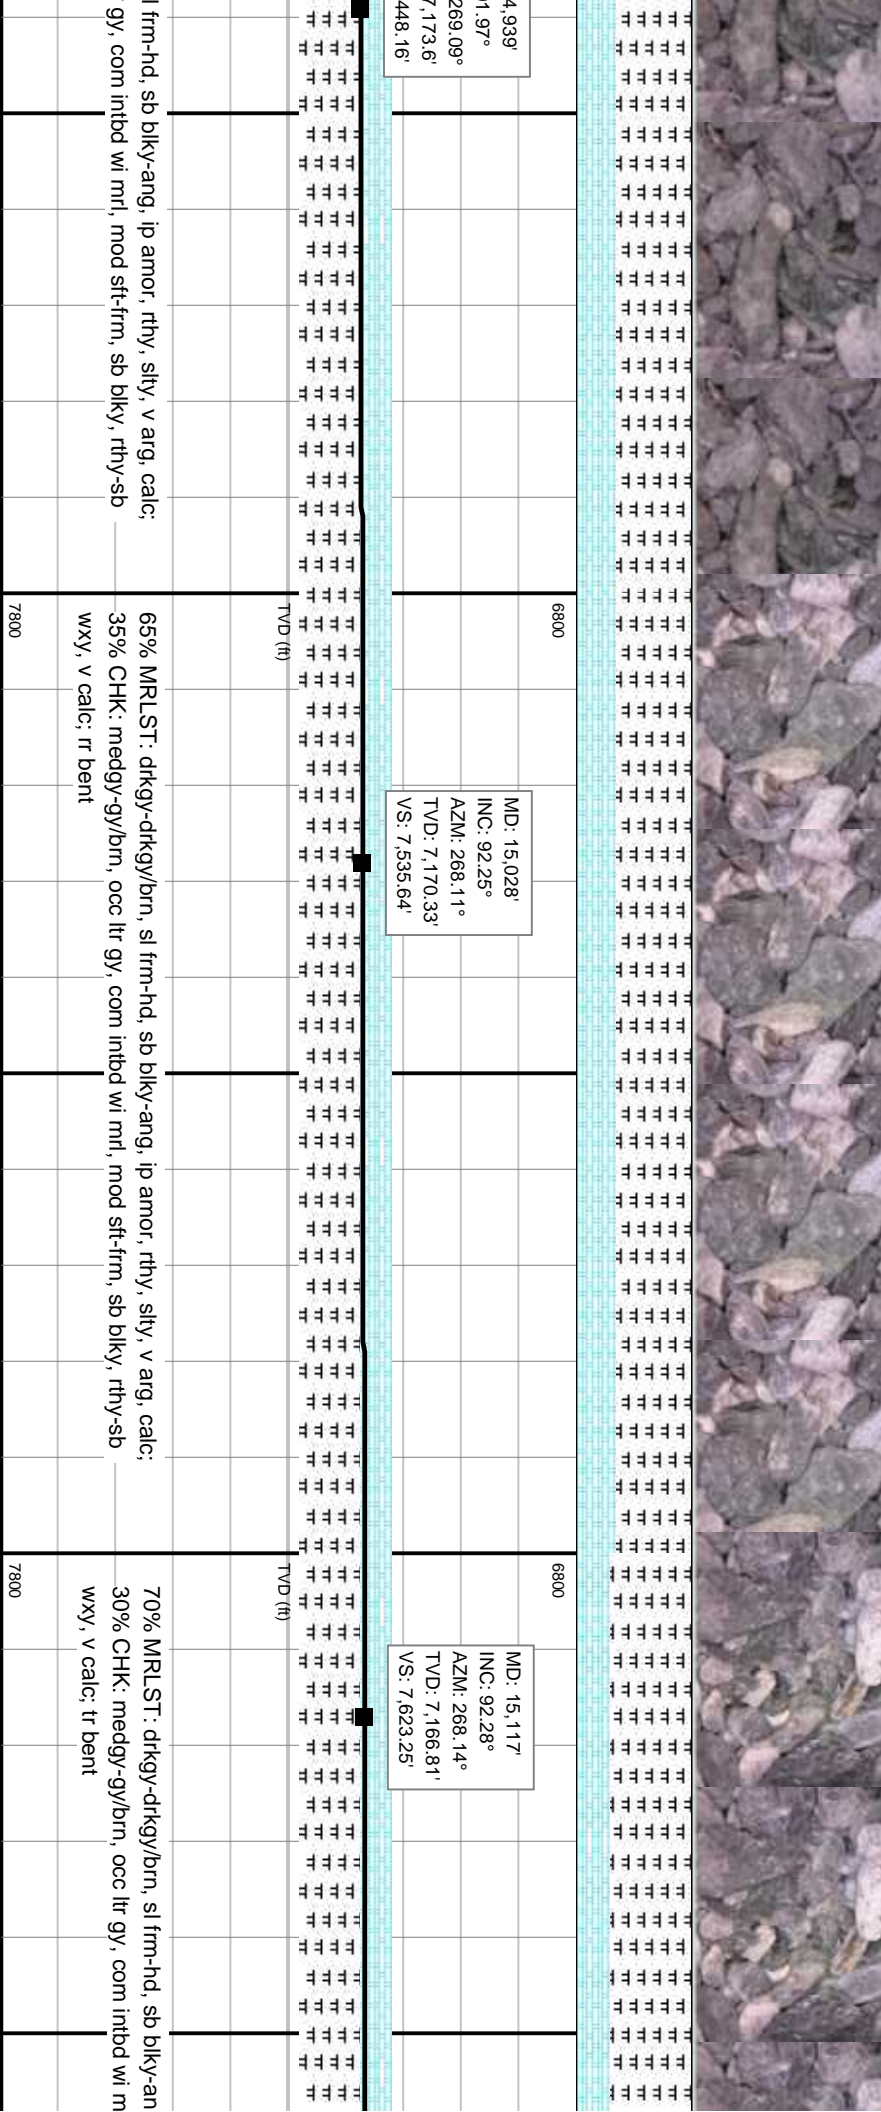 4,939'
1.97°
269.09°
7,173.6'
448.16'
l frm-hd, sb blky-ang, ip amor, rthy, slty, v arg, calc;
gy, com intbd wi mrl, mod sft-frm, sb blky, rthy-sb
6800
TVD (ft)
7800
65% MRLST: drkgy-drkgy/brn, sl frm-hd, sb blky-ang, ip amor, rthy, slty, v arg, calc;
35% CHK: medgy-gy/brn, occ ltr gy, com intbd wi mrl, mod sft-frm, sb blky, rthy-sb
wxy, v calc; rr bent
MD: 15,028'
INC: 92.25°
AZM: 268.11°
TVD: 7,170.33'
VS: 7,535.64'
6800
TVD (ft)
7800
70% MRLST: drkgy-drkgy/brn, sl frm-hd, sb blky-an
30% CHK: medgy-gy/brn, occ ltr gy, com intbd wi m
wxy, v calc; tr bent
MD: 15,117'
INC: 92.28°
AZM: 268.14°
TVD: 7,166.81'
VS: 7,623.25'